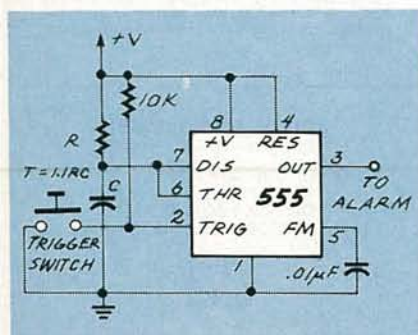 +V
10K
R
8 4
+V RES
T=1.1RC
7 DIS OUT 3
C
TO ALARM
6 THR 555
2 TRIG FM 5
TRIGGER SWITCH
1
.01µF